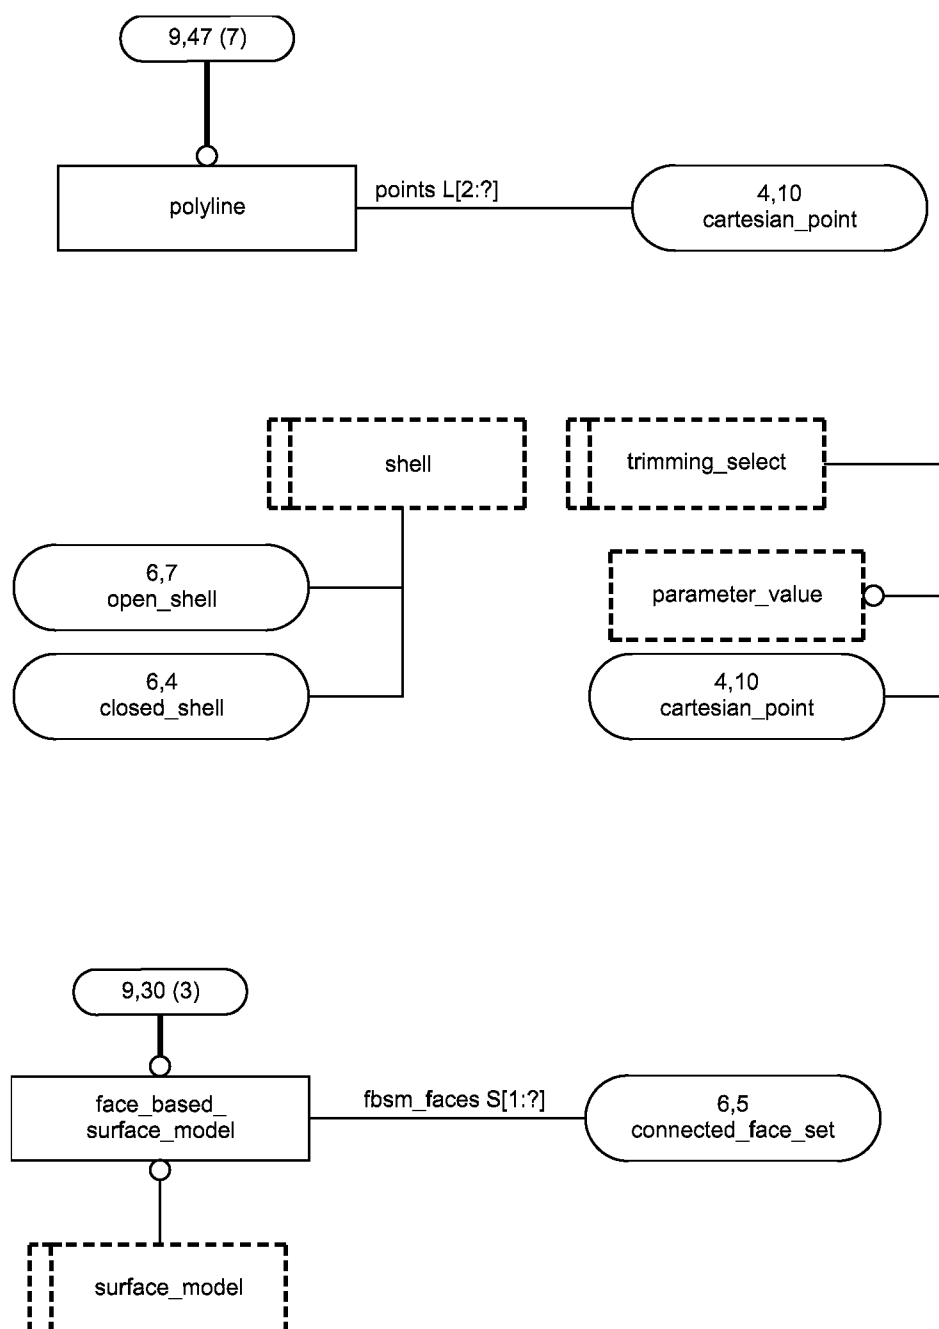 9,47 (7)
polyline
points L[2:?]
4,10
cartesian_point
shell
trimming_select
6,7
open_shell
parameter_value
6,4
closed_shell
4,10
cartesian_point
9,30 (3)
face_based_
surface_model
fbsm_faces S[1:?]
6,5
connected_face_set
surface_model